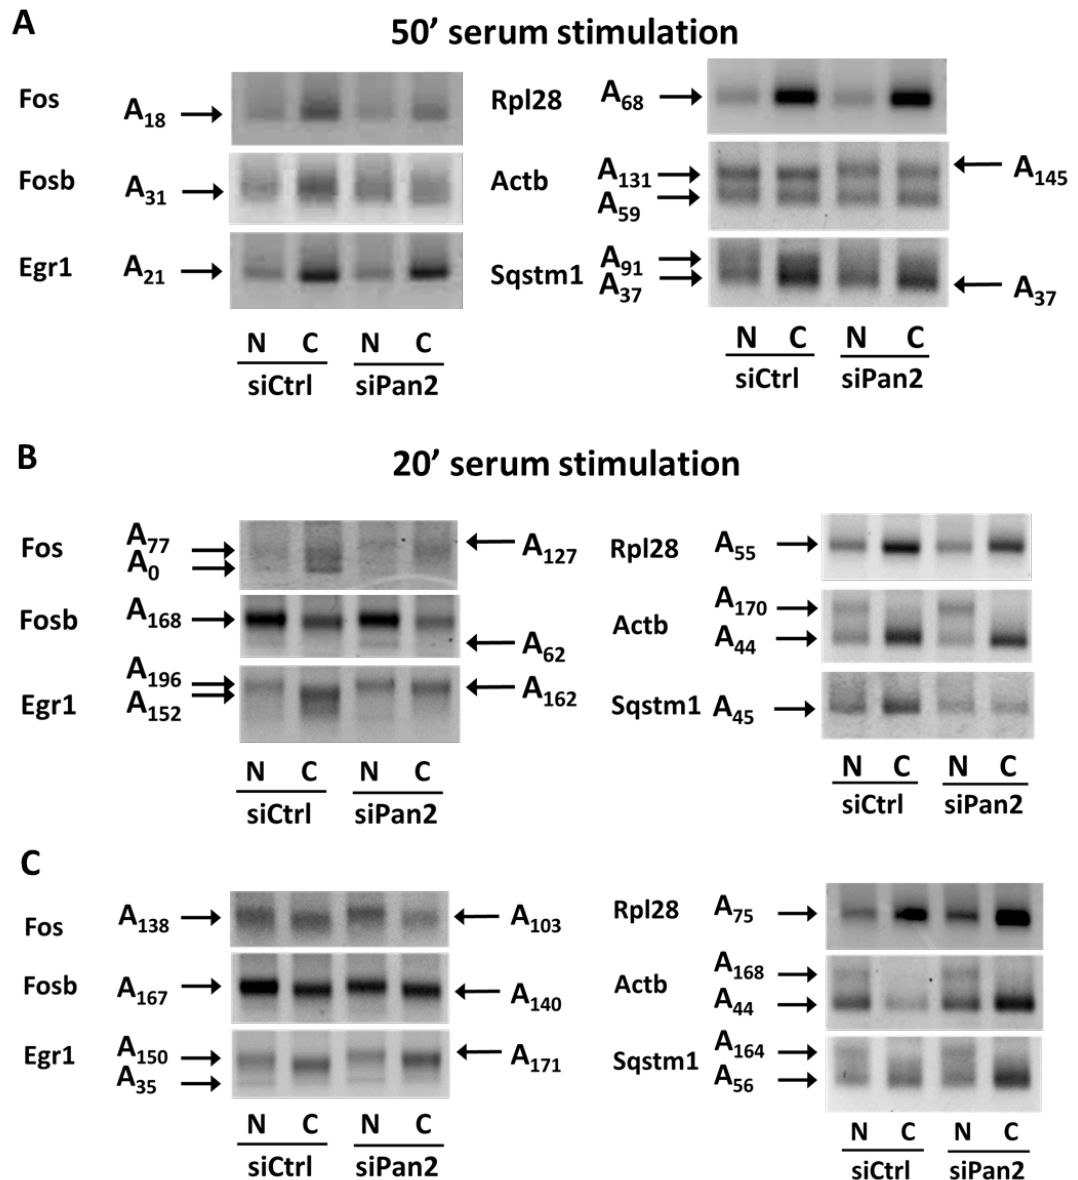 A
50’ serum stimulation
Fos A18
Fosb A31
Egr1 A21
N C N C
siCtrl siPan2
Rpl28 A68
Actb A131 A145
A59
Sqstm1 A91
A37 A37
N C N C
siCtrl siPan2
B
20’ serum stimulation
Fos A77 A127
A0
Fosb A168 A62
Egr1 A196 A162
A152
N C N C
siCtrl siPan2
Rpl28 A55
Actb A170
A44
Sqstm1 A45
N C N C
siCtrl siPan2
C
Fos A138 A103
Fosb A167 A140
Egr1 A150 A171
A35
N C N C
siCtrl siPan2
Rpl28 A75
Actb A168
A44
Sqstm1 A164
A56
N C N C
siCtrl siPan2